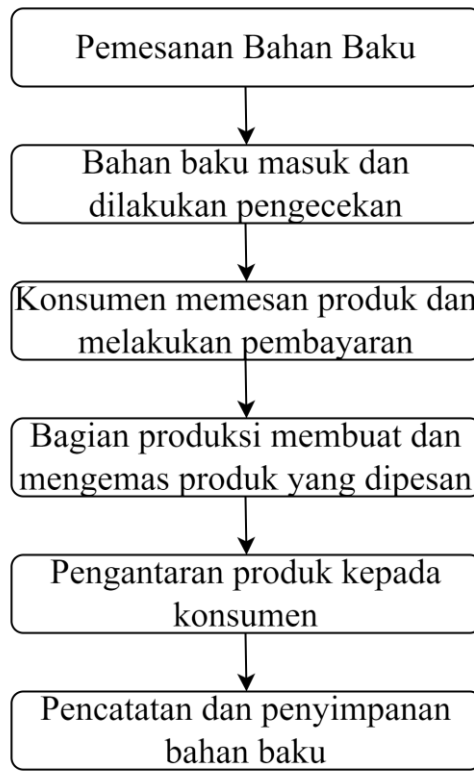 Pemesanan Bahan Baku
Bahan baku masuk dan
dilakukan pengecekan
Konsumen memesan produk dan
melakukan pembayaran
Bagian produksi membuat dan
mengemas produk yang dipesan
Pengantaran produk kepada
konsumen
Pencatatan dan penyimpanan
bahan baku